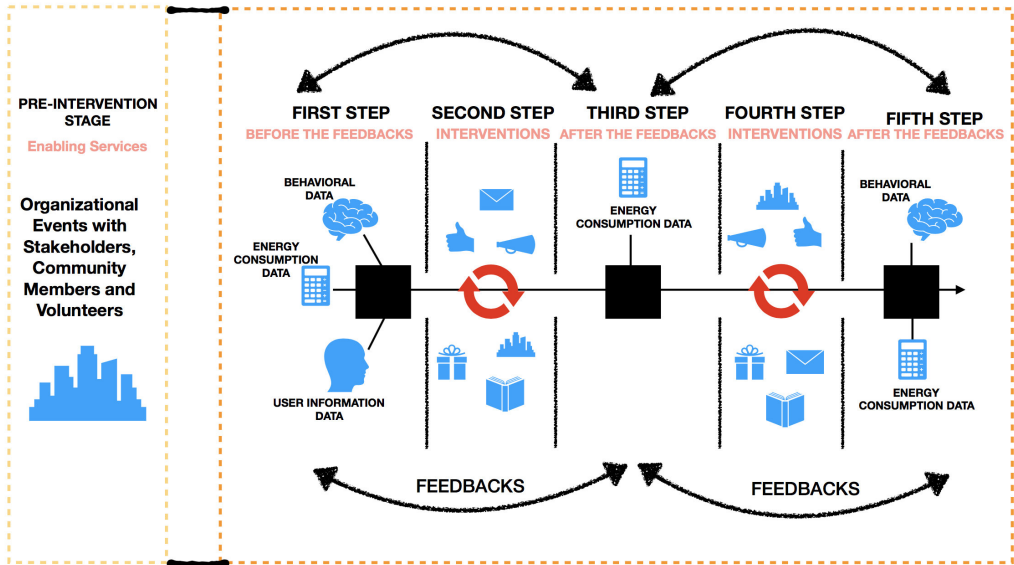 PRE-INTERVENTION
STAGE
Enabling Services
Organizational
Events with
Stakeholders,
Community
Members and
Volunteers
FIRST STEP
BEFORE THE FEEDBACKS
SECOND STEP
INTERVENTIONS
THIRD STEP
AFTER THE FEEDBACKS
FOURTH STEP
INTERVENTIONS
FIFTH STEP
AFTER THE FEEDBACKS
BEHAVIORAL
DATA
ENERGY
CONSUMPTION DATA
USER INFORMATION
DATA
ENERGY
CONSUMPTION DATA
BEHAVIORAL
DATA
ENERGY
CONSUMPTION DATA
FEEDBACKS
FEEDBACKS